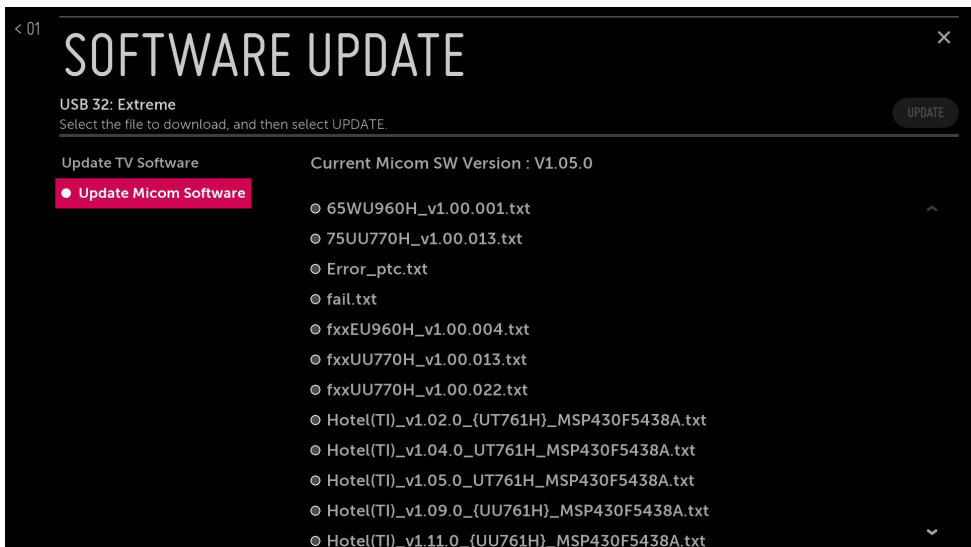 < 01
SOFTWARE UPDATE
USB 32: Extreme
Select the file to download, and then select UPDATE.
UPDATE
Update TV Software
Update Micom Software
Current Micom SW Version : V1.05.0
65WU960H_v1.00.001.txt
75UU770H_v1.00.013.txt
Error_ptc.txt
fail.txt
fxxEU960H_v1.00.004.txt
fxxUU770H_v1.00.013.txt
fxxUU770H_v1.00.022.txt
Hotel(TI)_v1.02.0_{UT761H}_MSP430F5438A.txt
Hotel(TI)_v1.04.0_UT761H_MSP430F5438A.txt
Hotel(TI)_v1.05.0_UT761H_MSP430F5438A.txt
Hotel(TI)_v1.09.0_{UU761H}_MSP430F5438A.txt
Hotel(TI)_v1.11.0_{UU761H}_MSP430F5438A.txt